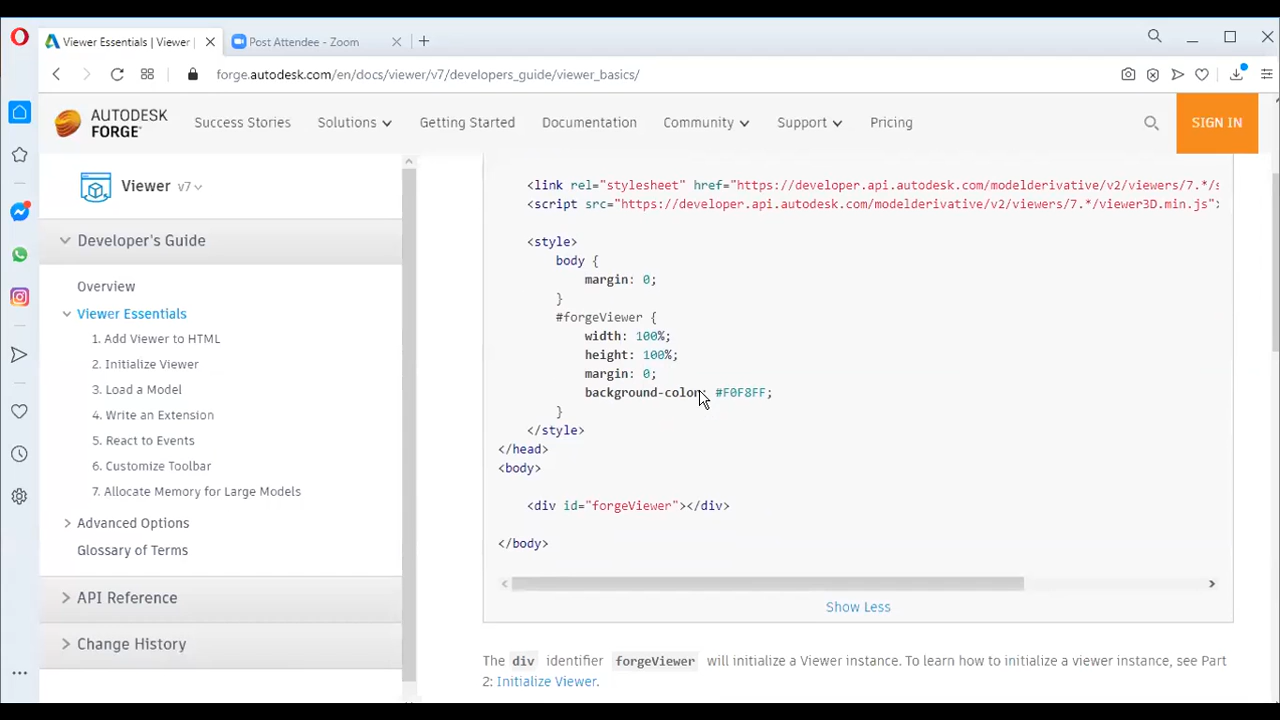 Viewer Essentials | Viewer
Post Attendee - Zoom
forge.autodesk.com/en/docs/viewer/v7/developers_guide/viewer_basics/
AUTODESK
FORGE
Success Stories
Solutions
Getting Started
Documentation
Community
Support
Pricing
SIGN IN
Viewer v7
Developer's Guide
Overview
Viewer Essentials
1. Add Viewer to HTML
2. Initialize Viewer
3. Load a Model
4. Write an Extension
5. React to Events
6. Customize Toolbar
7. Allocate Memory for Large Models
Advanced Options
Glossary of Terms
API Reference
Change History
<link rel="stylesheet" href="https://developer.api.autodesk.com/modelderivative/v2/viewers/7.*/s
<script src="https://developer.api.autodesk.com/modelderivative/v2/viewers/7.*/viewer3D.min.js">
<style>
body {
margin: 0;
}
#forgeViewer {
width: 100%;
height: 100%;
margin: 0;
background-color: #F0F8FF;
}
</style>
</head>
<body>
<div id="forgeViewer"></div>
</body>
Show Less
The div identifier forgeViewer will initialize a Viewer instance. To learn how to initialize a viewer instance, see Part
2: Initialize Viewer.